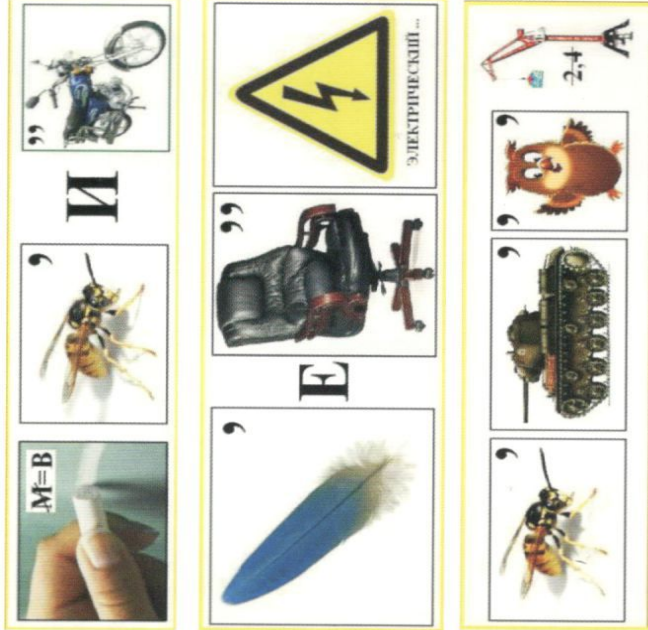 М=В , И ,,
, Е ,, ЭЛЕКТРИЧЕСКИЙ ...
, , , , 2,4